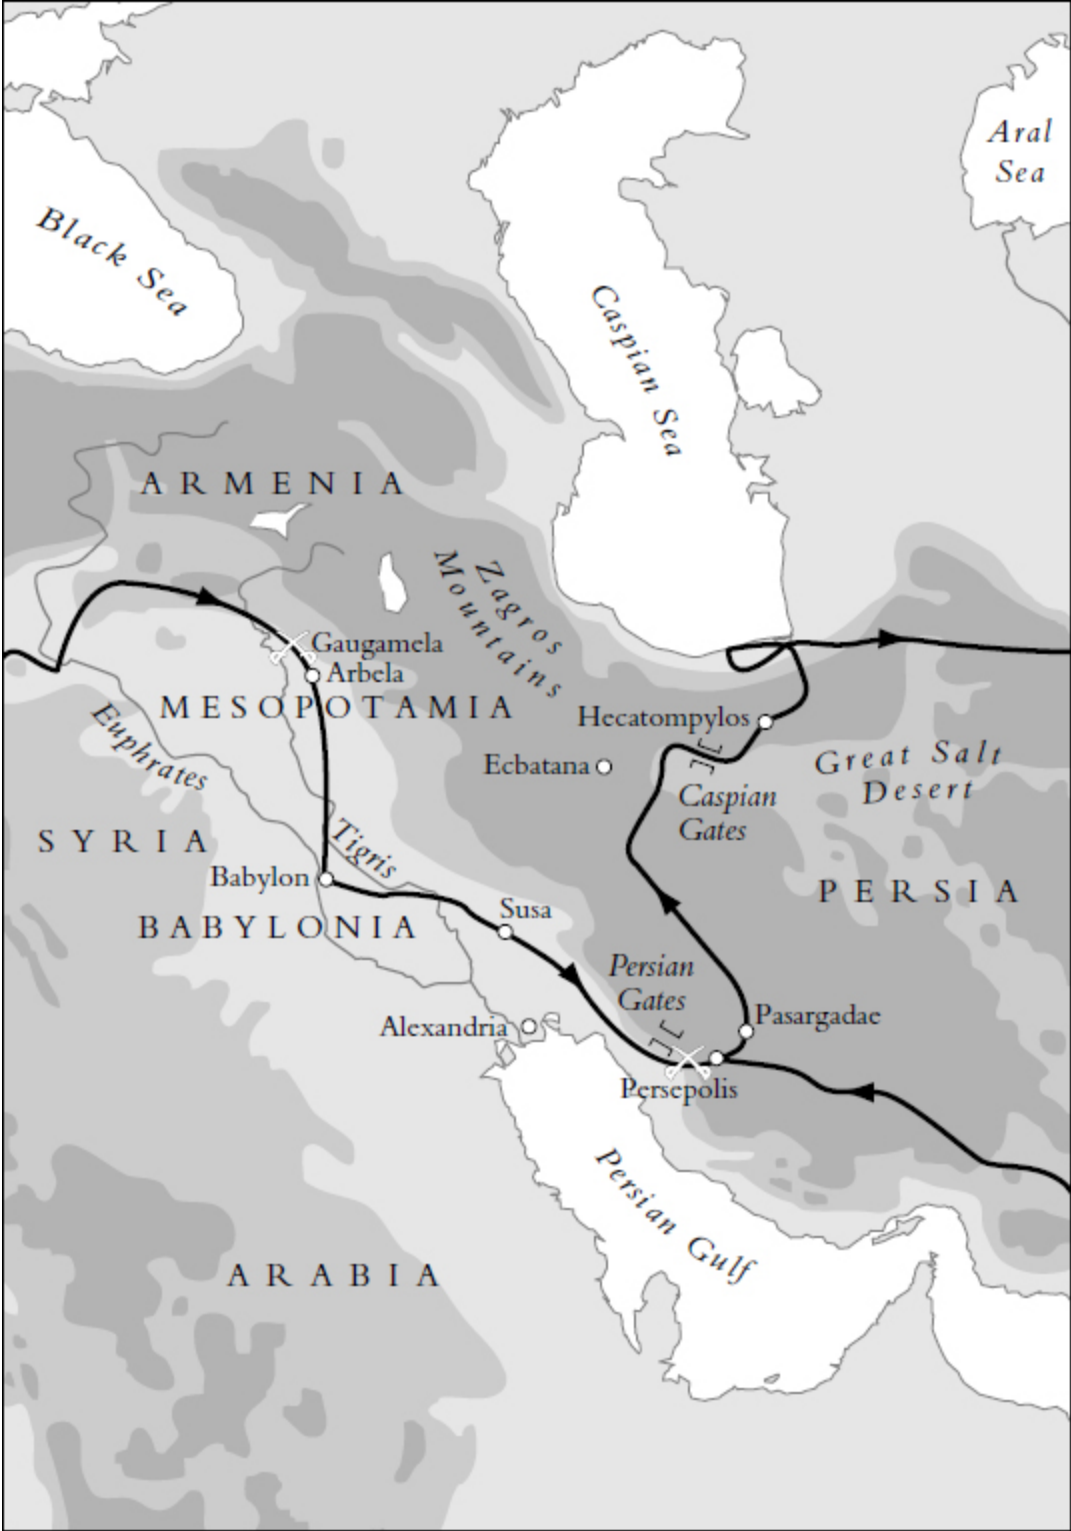 Aral
Sea
Black Sea
Caspian Sea
ARMENIA
Zagros
Mountains
Gaugamela
Arbela
MESOPOTAMIA
Euphrates
Hecatompylos
Ecbatana
Great Salt
Desert
Caspian
Gates
SYRIA
Tigris
Babylon
PERSIA
BABYLONIA
Susa
Persian
Gates
Pasargadae
Alexandria
Persepolis
Persian Gulf
ARABIA